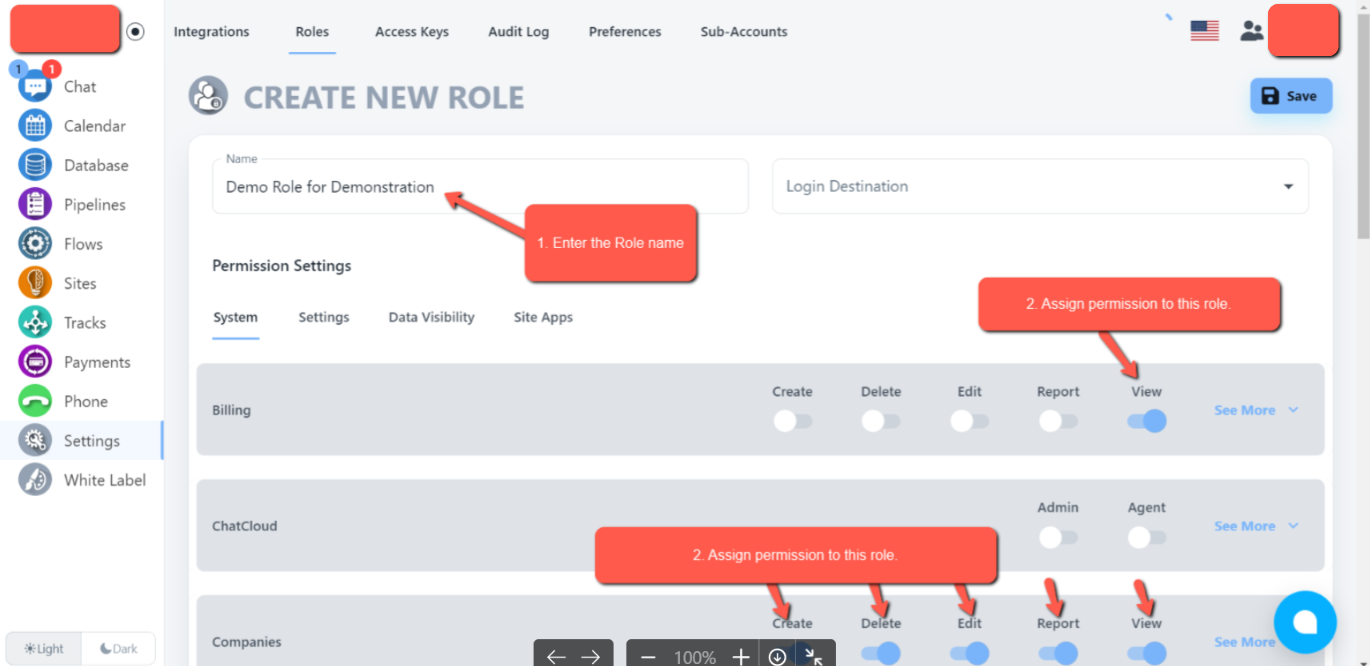 Integrations Roles Access Keys Audit Log Preferences Sub-Accounts
1 1
Chat
Calendar
Database
Pipelines
Flows
Sites
Tracks
Payments
Phone
Settings
White Label
Light Dark
CREATE NEW ROLE
Save
Name
Demo Role for Demonstration
Login Destination
1. Enter the Role name
Permission Settings
2. Assign permission to this role.
System Settings Data Visibility Site Apps
Create Delete Edit Report View
Billing
See More
Admin Agent
ChatCloud
See More
2. Assign permission to this role.
Create Delete Edit Report View
Companies
See More
100%